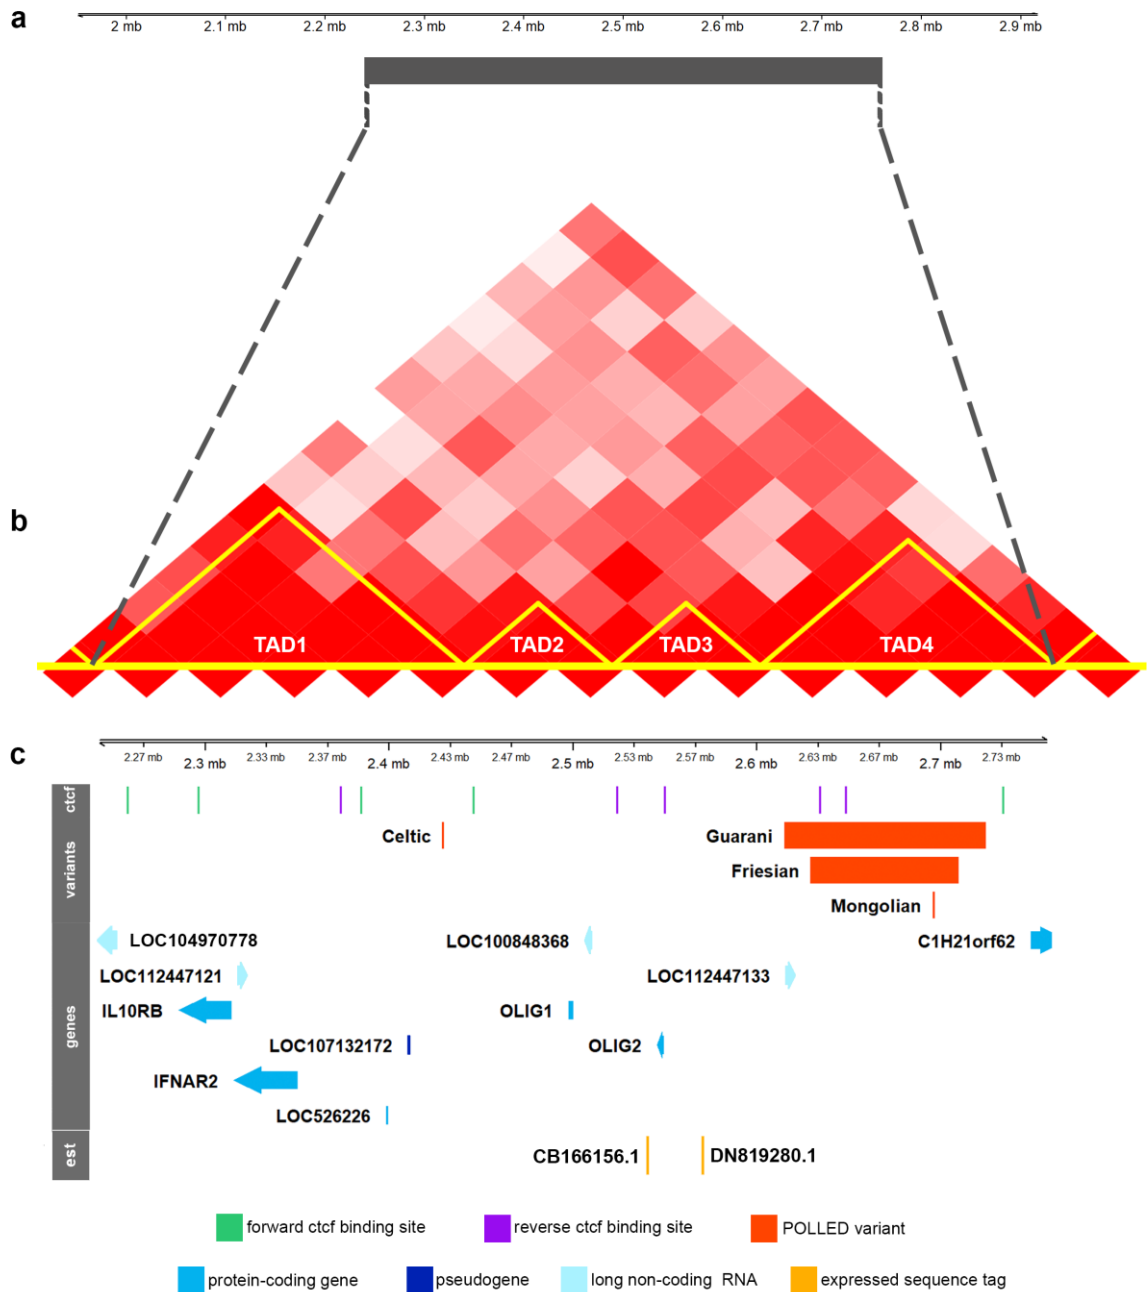 a
2 mb 2.1 mb 2.2 mb 2.3 mb 2.4 mb 2.5 mb 2.6 mb 2.7 mb 2.8 mb 2.9 mb
b
TAD1 TAD2 TAD3 TAD4
c
2.27 mb 2.3 mb 2.33 mb 2.37 mb 2.4 mb 2.43 mb 2.47 mb 2.5 mb 2.53 mb 2.57 mb 2.6 mb 2.63 mb 2.67 mb 2.7 mb 2.73 mb
ctcf
variants
Celtic Guarani
Friesian
Mongolian
genes
LOC104970778 LOC100848368 C1H21orf62
LOC112447121 LOC112447133
IL10RB OLIG1
LOC107132172 OLIG2
IFNAR2
LOC526226
est
CB166156.1 DN819280.1
forward ctcf binding site reverse ctcf binding site POLLED variant
protein-coding gene pseudogene long non-coding RNA expressed sequence tag